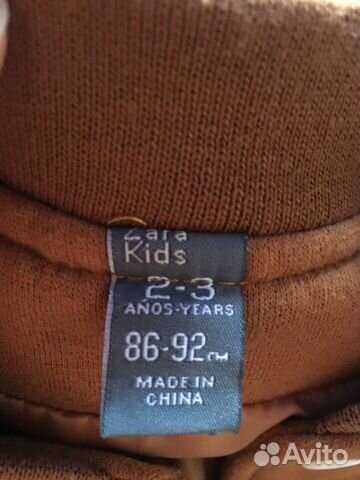 Zara
Kids
2-3
AÑOS-YEARS
86-92cm
MADE IN
CHINA
Avito